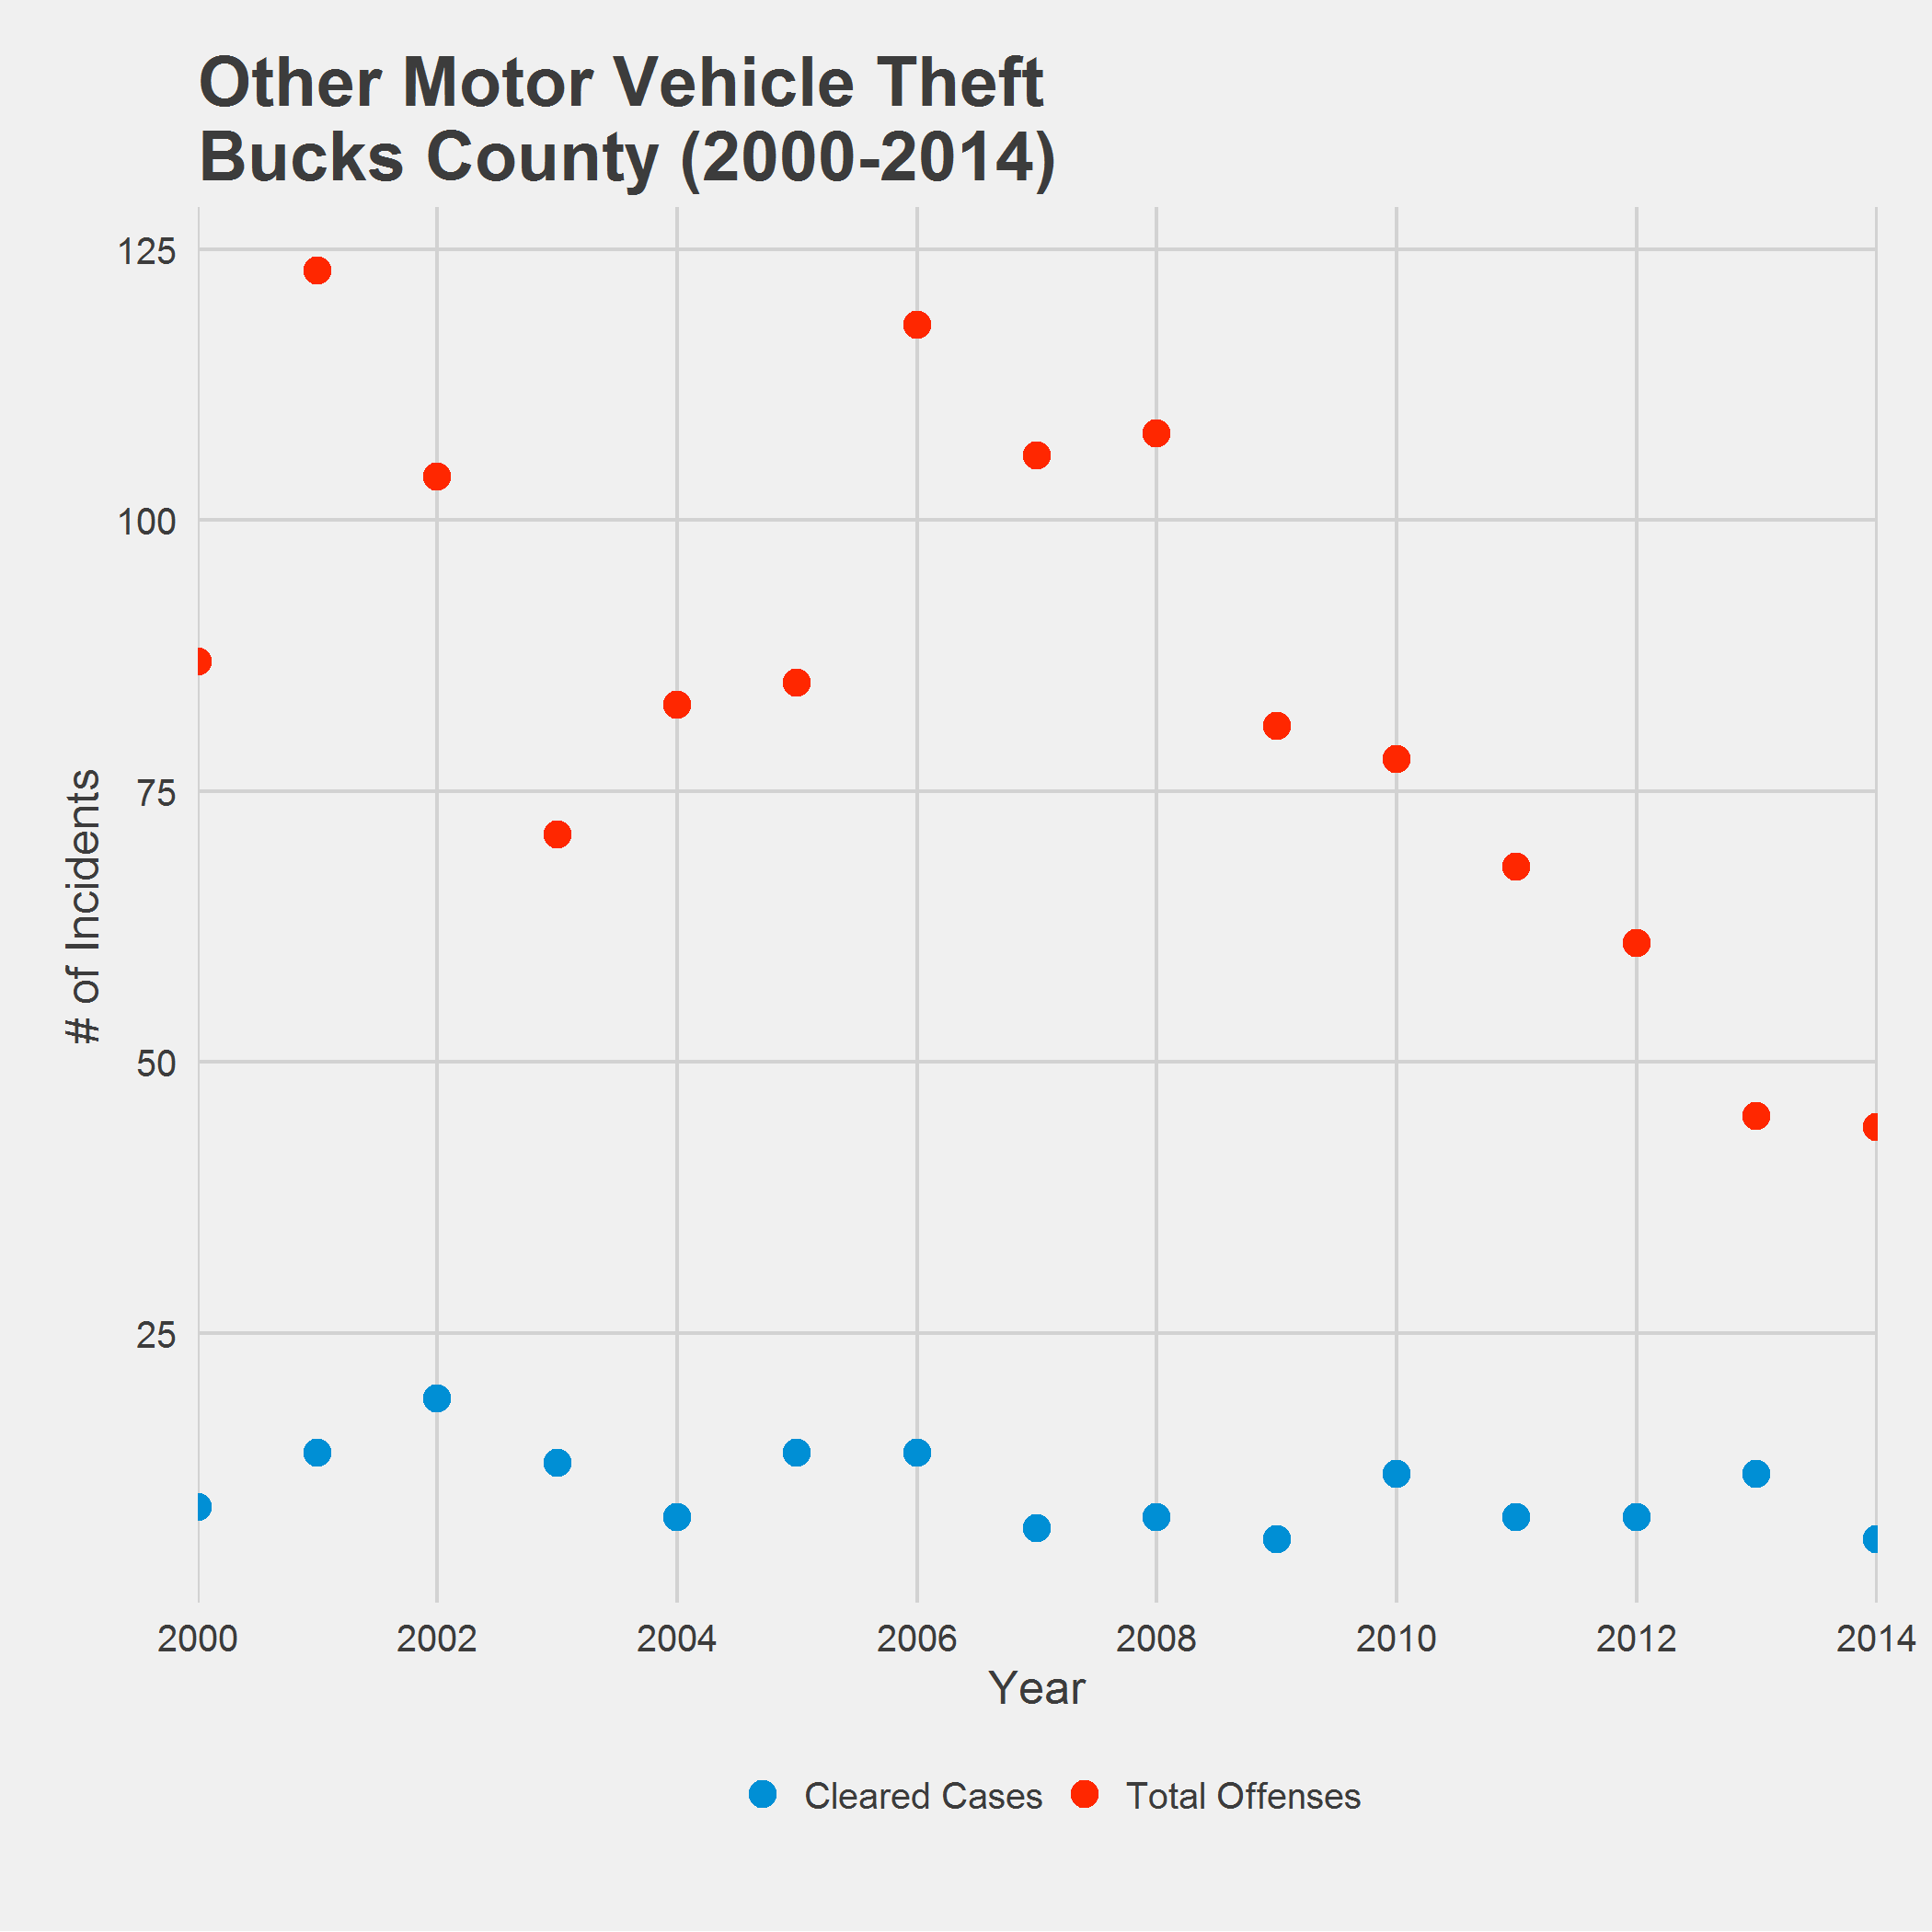 Other Motor Vehicle Theft
Bucks County (2000-2014)
125
100
75
50
25
# of Incidents
2000 2002 2004 2006 2008 2010 2012 2014
Year
Cleared Cases Total Offenses